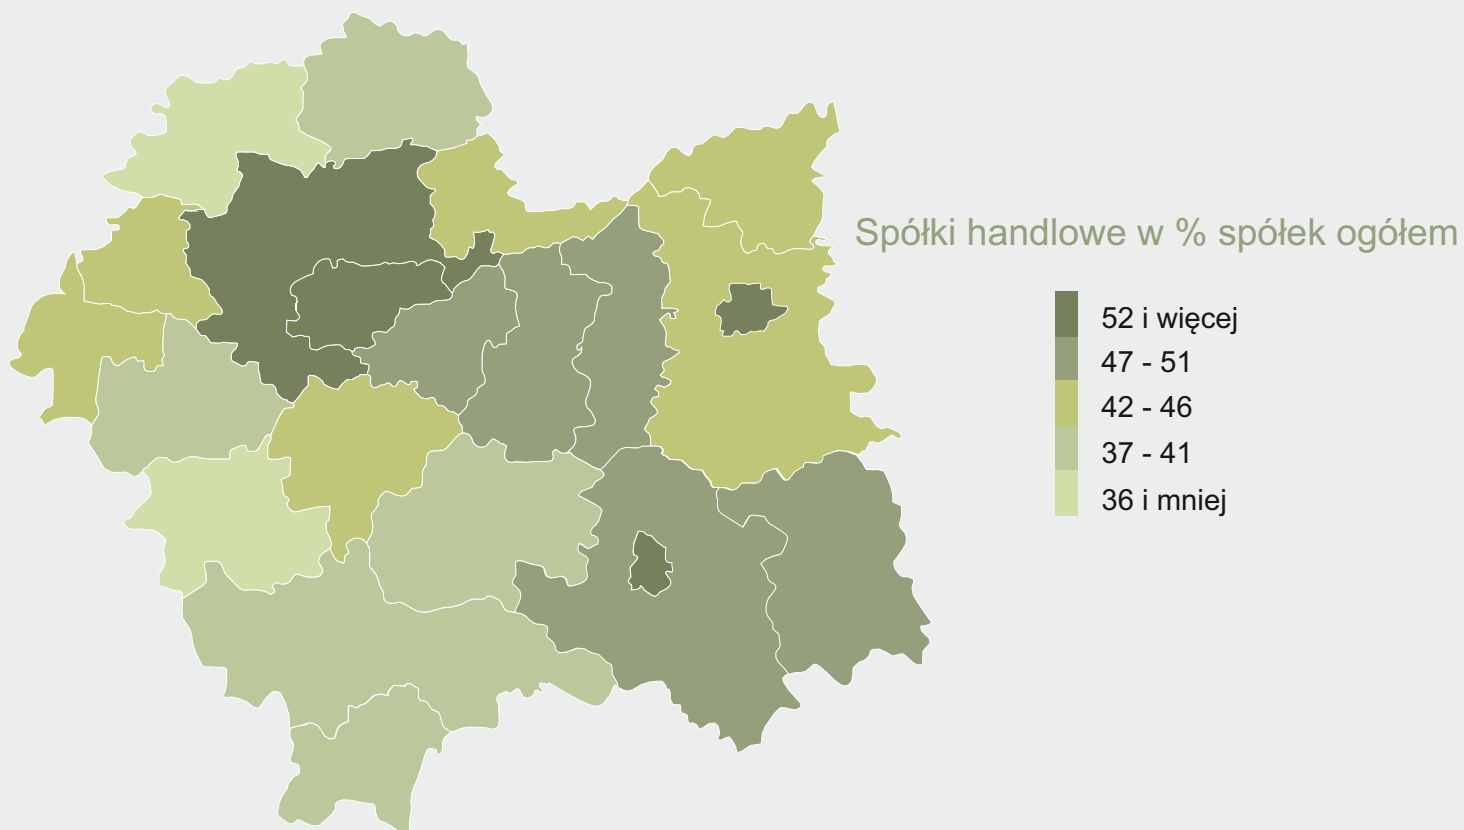 Spółki handlowe w % spółek ogółem
52 i więcej
47 - 51
42 - 46
37 - 41
36 i mniej